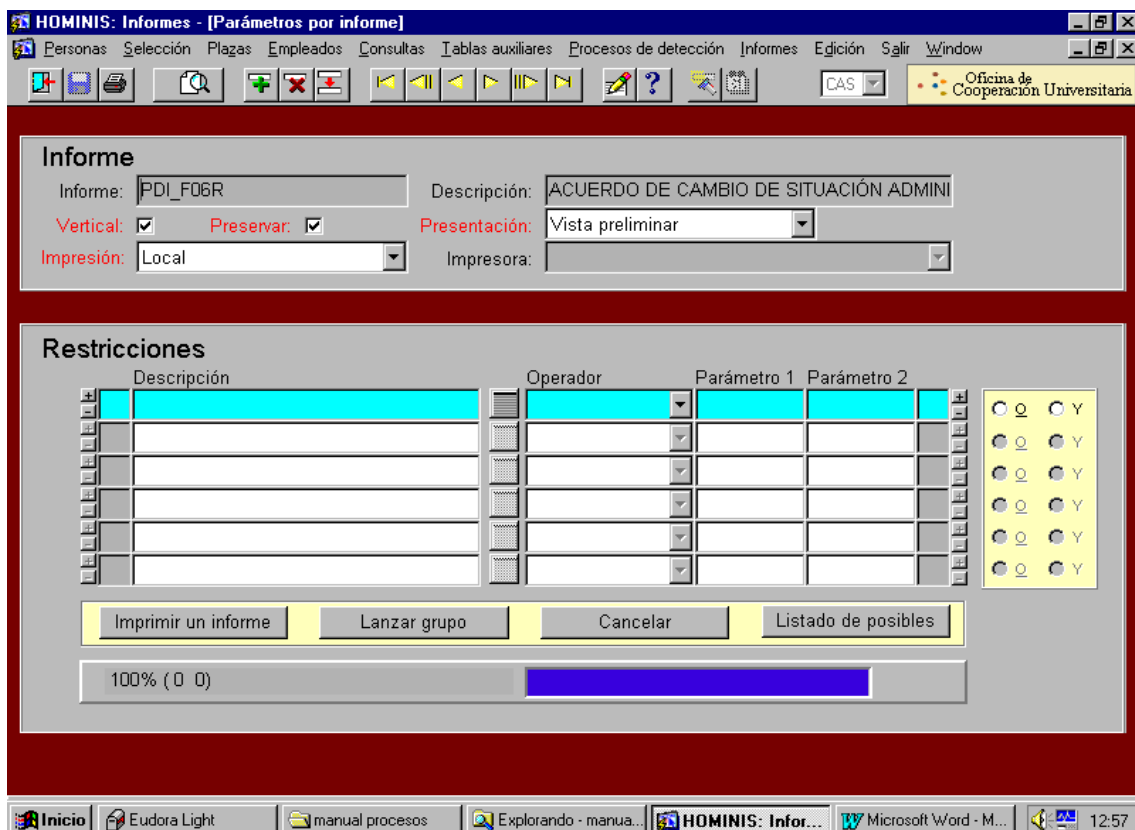 HOMINIS: Informes - [Parámetros por informe]
Personas Selección Plazas Empleados Consultas Tablas auxiliares Procesos de detección Informes Edición Salir Window
CAS Oficina de
Cooperación Universitaria
Informe
Informe: PDI_F06R Descripción: ACUERDO DE CAMBIO DE SITUACIÓN ADMINI
Vertical: Preservar: Presentación: Vista preliminar
Impresión: Local Impresora:
Restricciones
Descripción Operador Parámetro 1 Parámetro 2
O Y
O Y
O Y
O Y
O Y
O Y
Imprimir un informe Lanzar grupo Cancelar Listado de posibles
100% ( 0 0)
Inicio Eudora Light manual procesos Explorando - manua... HOMINIS: Infor... Microsoft Word - M... 12:57